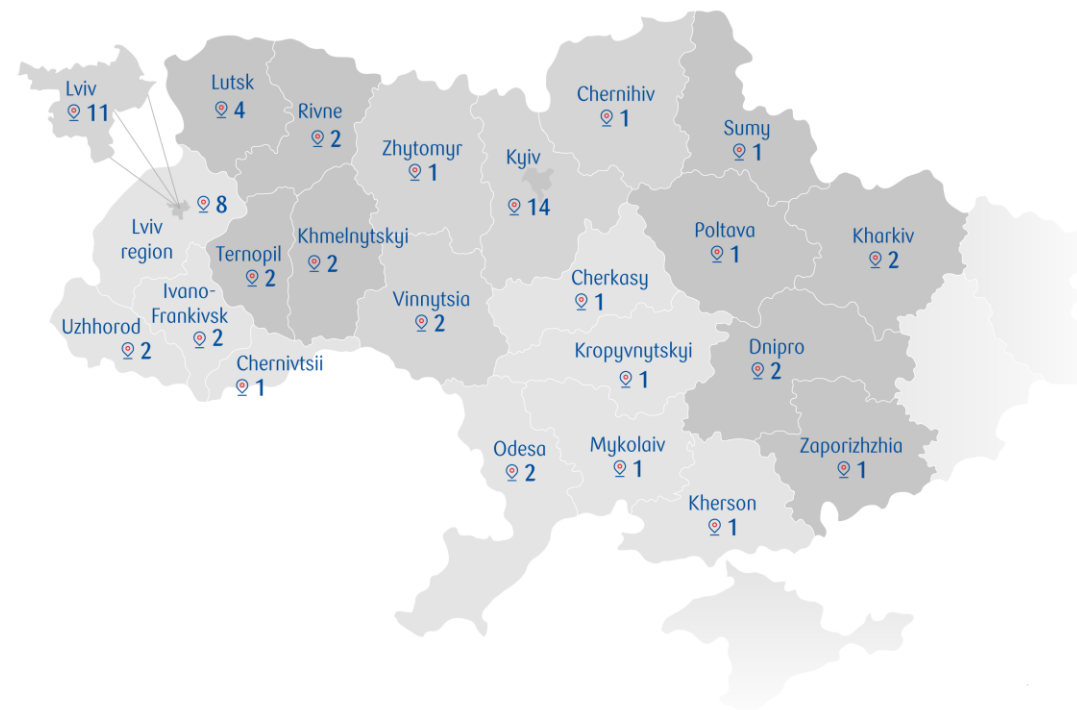 Lviv
11
Lutsk
4
Rivne
2
Zhytomyr
1
Kyiv
14
Chernihiv
1
Sumy
1
8
Lviv
region
Ternopil
2
Khmelnytskyi
2
Vinnytsia
2
Cherkasy
1
Poltava
1
Kharkiv
2
Uzhhorod
2
Ivano-
Frankivsk
2
Chernivtsii
1
Kropyvnytskyi
1
Dnipro
2
Odesa
2
Mykolaiv
1
Kherson
1
Zaporizhzhia
1